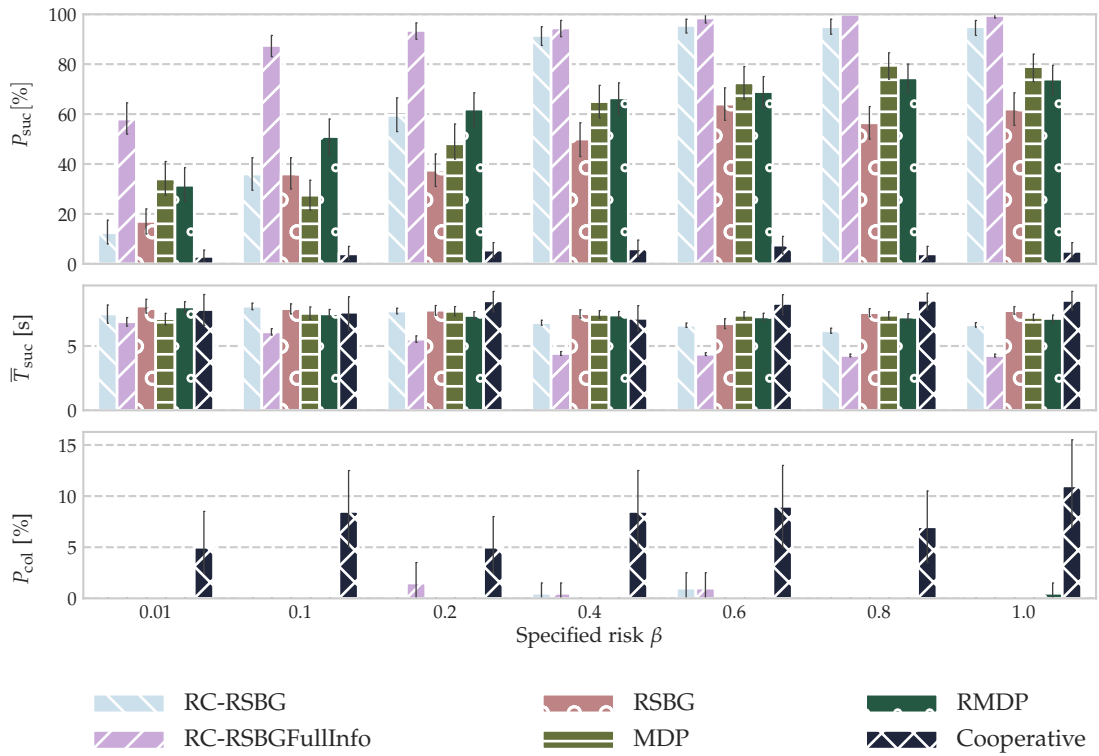 100
80
60
40
20
0
P_suc [%]
5
0
T̅_suc [s]
15
10
5
0
P_col [%]
0.01 0.1 0.2 0.4 0.6 0.8 1.0
Specified risk β
RC-RSBG RSBG RMDP
RC-RSBGFullInfo MDP Cooperative